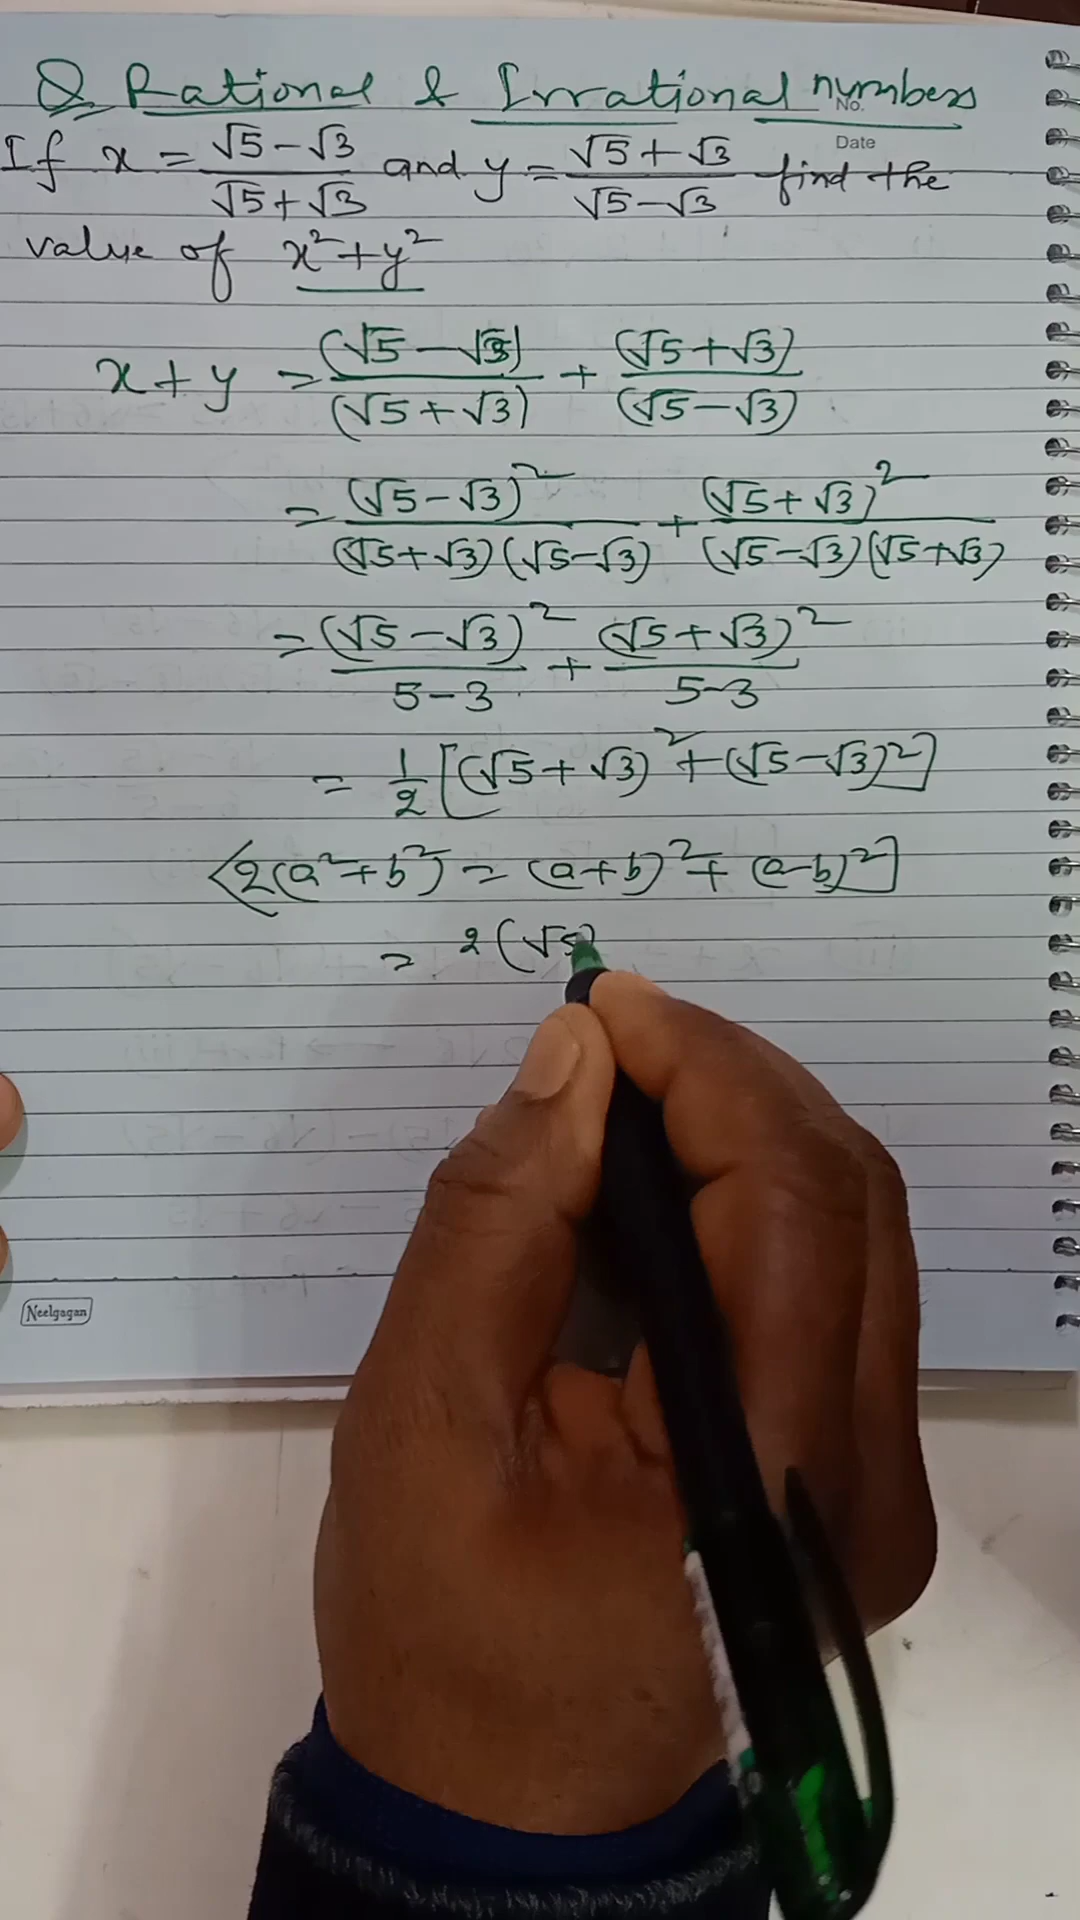 Q Rational & Irrational numbers
No.
Date
If x = √5-√3/√5+√3 and y = √5+√3/√5-√3 find the
value of x²+y²
x+y = (√5-√3)/(√5+√3) + (√5+√3)/(√5-√3)
= (√5-√3)²/(√5+√3)(√5-√3) + (√5+√3)²/(√5-√3)(√5+√3)
= (√5-√3)²/5-3 + (√5+√3)²/5-3
= 1/2 [(√5+√3)²+(√5-√3)²]
<2(a²+b²) = (a+b)²+(a-b)²]
= 2(√5)
Neelgagan